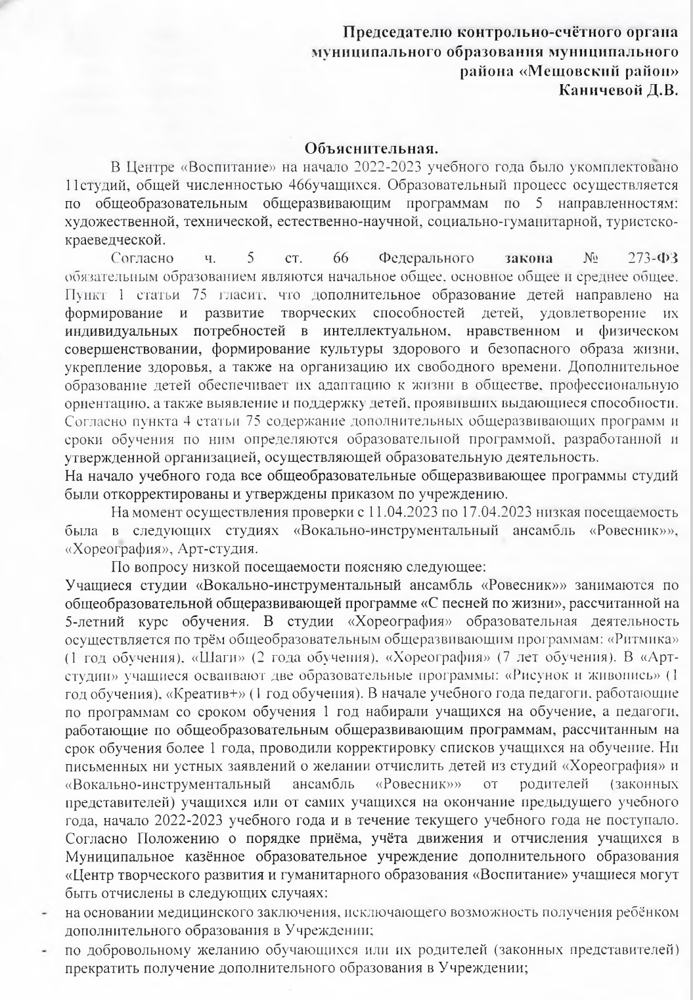 Председателю контрольно-счётного органа
муниципального образования муниципального
района «Мещовский район»
Каничевой Д.В.
Объяснительная.
В Центре «Воспитание» на начало 2022-2023 учебного года было укомплектовано
11студий, общей численностью 466учащихся. Образовательный процесс осуществляется
по общеобразовательным общеразвивающим программам по 5 направленностям:
художественной, технической, естественно-научной, социально-гуманитарной, туристско-
краеведческой.
Согласно ч. 5 ст. 66 Федерального закона № 273-ФЗ
обязательным образованием являются начальное общее, основное общее и среднее общее.
Пункт 1 статьи 75 гласит, что дополнительное образование детей направлено на
формирование и развитие творческих способностей детей, удовлетворение их
индивидуальных потребностей в интеллектуальном, нравственном и физическом
совершенствовании, формирование культуры здорового и безопасного образа жизни,
укрепление здоровья, а также на организацию их свободного времени. Дополнительное
образование детей обеспечивает их адаптацию к жизни в обществе, профессиональную
ориентацию, а также выявление и поддержку детей, проявивших выдающиеся способности.
Согласно пункта 4 статьи 75 содержание дополнительных общеразвивающих программ и
сроки обучения по ним определяются образовательной программой, разработанной и
утвержденной организацией, осуществляющей образовательную деятельность.
На начало учебного года все общеобразовательные общеразвивающее программы студий
были откорректированы и утверждены приказом по учреждению.
На момент осуществления проверки с 11.04.2023 по 17.04.2023 низкая посещаемость
была в следующих студиях «Вокально-инструментальный ансамбль «Ровесник»»,
«Хореография», Арт-студия.
По вопросу низкой посещаемости поясняю следующее:
Учащиеся студии «Вокально-инструментальный ансамбль «Ровесник»» занимаются по
общеобразовательной общеразвивающей программе «С песней по жизни», рассчитанной на
5-летний курс обучения. В студии «Хореография» образовательная деятельность
осуществляется по трём общеобразовательным общеразвивающим программам: «Ритмика»
(1 год обучения), «Шаги» (2 года обучения), «Хореография» (7 лет обучения). В «Арт-
студии» учащиеся осваивают две образовательные программы: «Рисунок и живопись» (1
год обучения), «Креатив+» (1 год обучения). В начале учебного года педагоги, работающие
по программам со сроком обучения 1 год набирали учащихся на обучение, а педагоги,
работающие по общеобразовательным общеразвивающим программам, рассчитанным на
срок обучения более 1 года, проводили корректировку списков учащихся на обучение. Ни
письменных ни устных заявлений о желании отчислить детей из студий «Хореография» и
«Вокально-инструментальный ансамбль «Ровесник»» от родителей (законных
представителей) учащихся или от самих учащихся на окончание предыдущего учебного
года, начало 2022-2023 учебного года и в течение текущего учебного года не поступало.
Согласно Положению о порядке приёма, учёта движения и отчисления учащихся в
Муниципальное казённое образовательное учреждение дополнительного образования
«Центр творческого развития и гуманитарного образования «Воспитание» учащиеся могут
быть отчислены в следующих случаях:
- на основании медицинского заключения, исключающего возможность получения ребёнком
дополнительного образования в Учреждении;
- по добровольному желанию обучающихся или их родителей (законных представителей)
прекратить получение дополнительного образования в Учреждении;